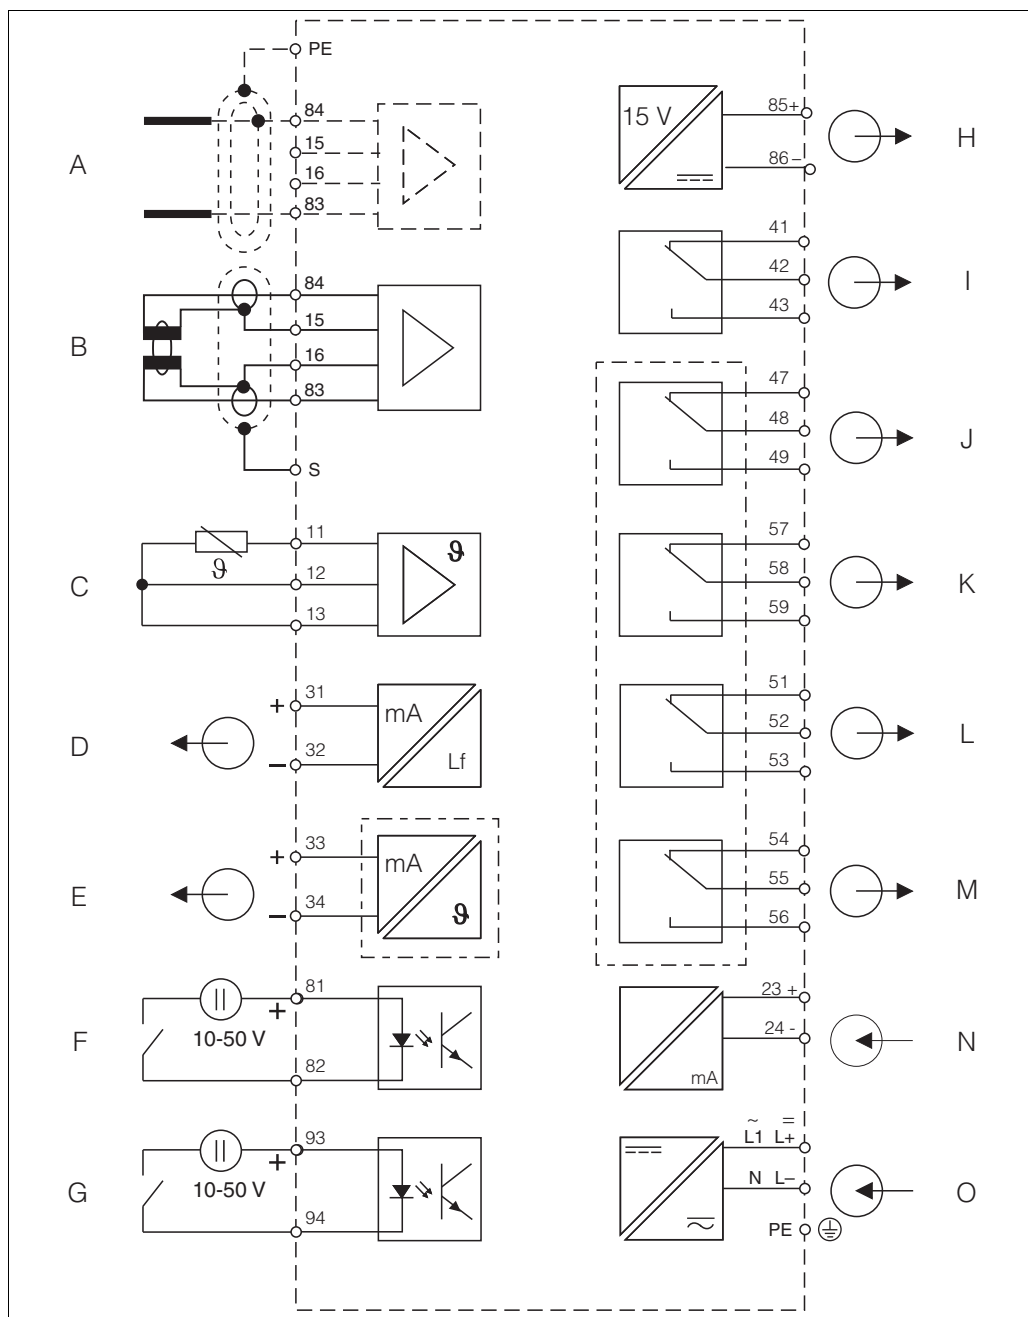 PE
A
84
15
16
83
B
84
15
16
83
S
C
ϑ
11
12
13
ϑ
D
+ 31
– 32
mA
Lf
E
+ 33
– 34
mA
ϑ
F
10-50 V
+
81
82
G
10-50 V
+
93
94
15 V
85+
86–
H
41
42
43
I
47
48
49
J
57
58
59
K
51
52
53
L
54
55
56
M
mA
23 +
24 -
N
~ =
L1 L+
N L–
PE
O